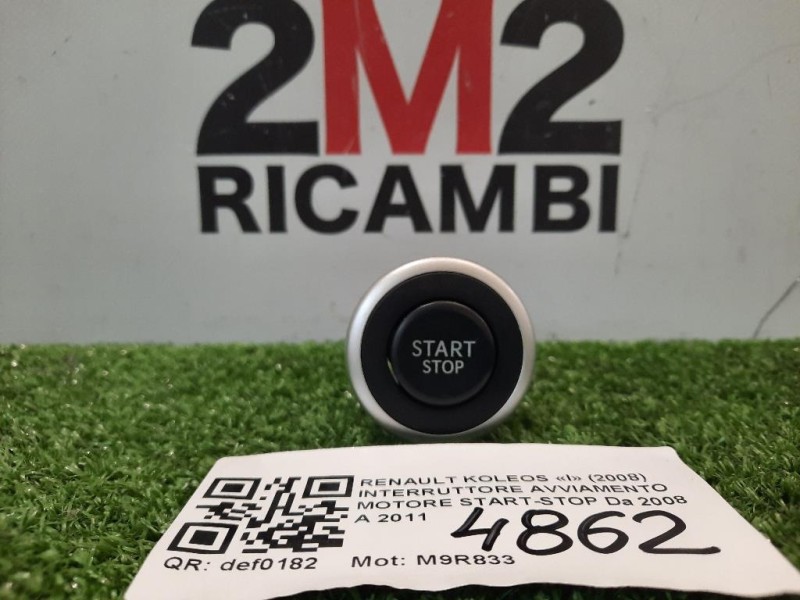 2M2
RICAMBI
START
STOP
RENAULT KOLEOS «I» (2008)
INTERRUTTORE AVVIAMENTO
MOTORE START-STOP Da 2008
A 2011
4862
QR: def0182 Mot: M9R833